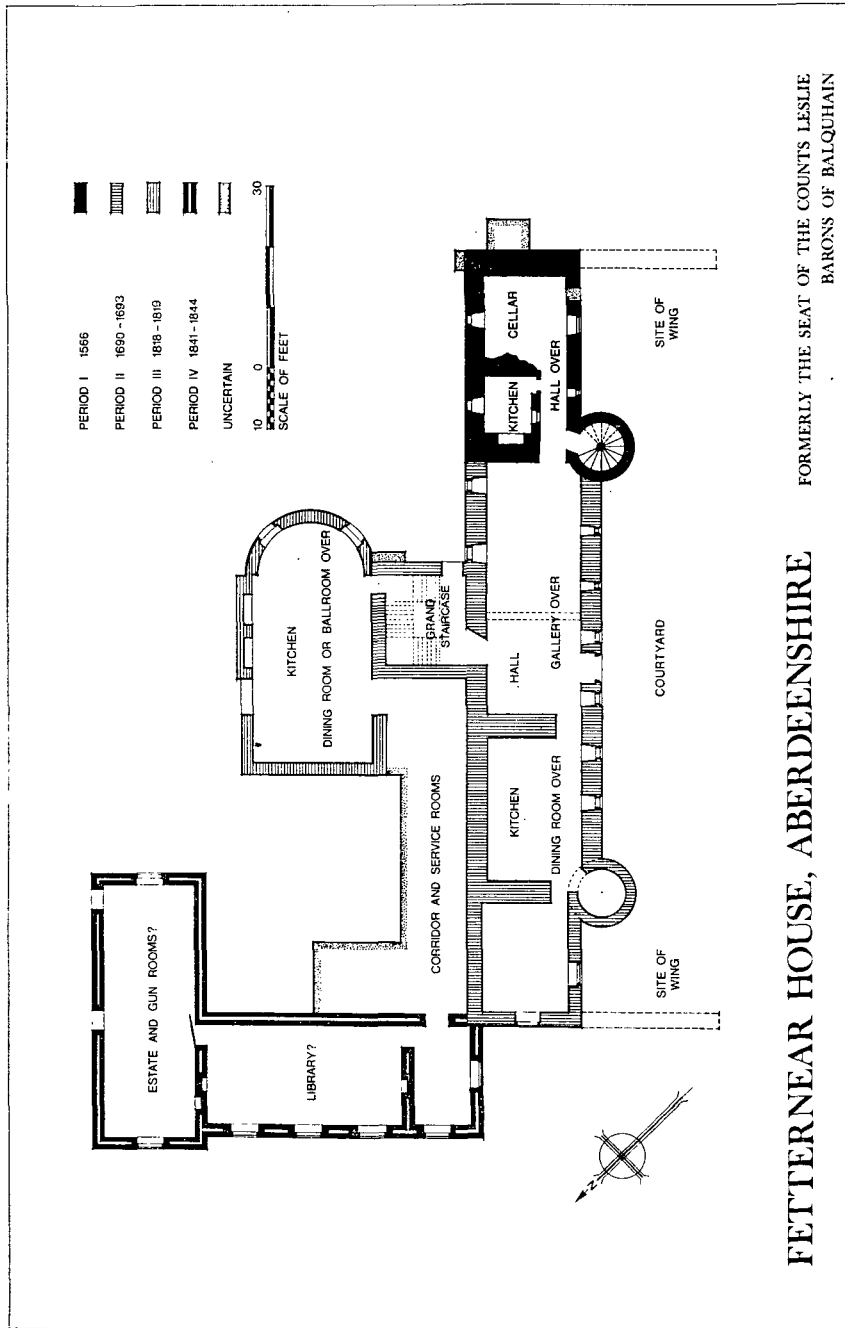 PERIOD I 1566
PERIOD II 1690-1693
PERIOD III 1818-1819
PERIOD IV 1841-1844
UNCERTAIN
10 0 30
SCALE OF FEET
ESTATE AND GUN ROOMS?
LIBRARY?
KITCHEN
DINING ROOM OR BALLROOM OVER
GRAND
STAIRCASE
CORRIDOR AND SERVICE ROOMS
KITCHEN
DINING ROOM OVER
HALL
GALLERY OVER
KITCHEN
CELLAR
HALL OVER
SITE OF
WING
COURTYARD
SITE OF
WING
N
FETTERNEAR HOUSE, ABERDEENSHIRE
FORMERLY THE SEAT OF THE COUNTS LESLIE
BARONS OF BALQUHAIN